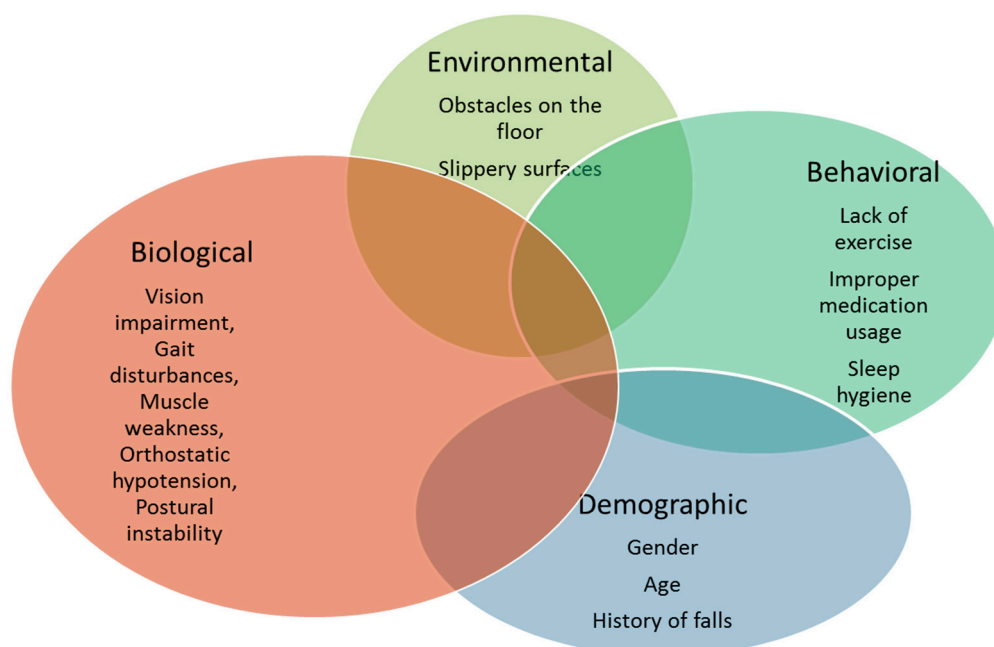 Environmental
Obstacles on the
floor
Slippery surfaces
Behavioral
Lack of
exercise
Improper
medication
usage
Sleep
hygiene
Biological
Vision
impairment,
Gait
disturbances,
Muscle
weakness,
Orthostatic
hypotension,
Postural
instability
Demographic
Gender
Age
History of falls